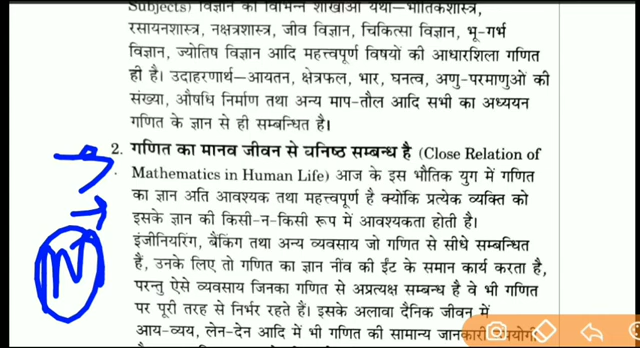 Subjects) विज्ञान की विभिन्न शाखाओं यथा—भौतिकशास्त्र,
रसायनशास्त्र, नक्षत्रशास्त्र, जीव विज्ञान, चिकित्सा विज्ञान, भू-गर्भ
विज्ञान, ज्योतिष विज्ञान आदि महत्त्वपूर्ण विषयों की आधारशिला गणित
ही है। उदाहरणार्थ—आयतन, क्षेत्रफल, भार, घनत्व, अणु-परमाणुओं की
संख्या, औषधि निर्माण तथा अन्य माप-तौल आदि सभी का अध्ययन
गणित के ज्ञान से ही सम्बन्धित है।
2. गणित का मानव जीवन से घनिष्ठ सम्बन्ध है (Close Relation of
Mathematics in Human Life) आज के इस भौतिक युग में गणित
का ज्ञान अति आवश्यक तथा महत्त्वपूर्ण है क्योंकि प्रत्येक व्यक्ति को
इसके ज्ञान की किसी-न-किसी रूप में आवश्यकता होती है।
इंजीनियरिंग, बैंकिंग तथा अन्य व्यवसाय जो गणित से सीधे सम्बन्धित
हैं, उनके लिए तो गणित का ज्ञान नींव की ईंट के समान कार्य करता है,
परन्तु ऐसे व्यवसाय जिनका गणित से अप्रत्यक्ष सम्बन्ध है वे भी गणित
पर पूरी तरह से निर्भर रहते हैं। इसके अलावा दैनिक जीवन में
आय-व्यय, लेन-देन आदि में भी गणित की सामान्य जानकारी